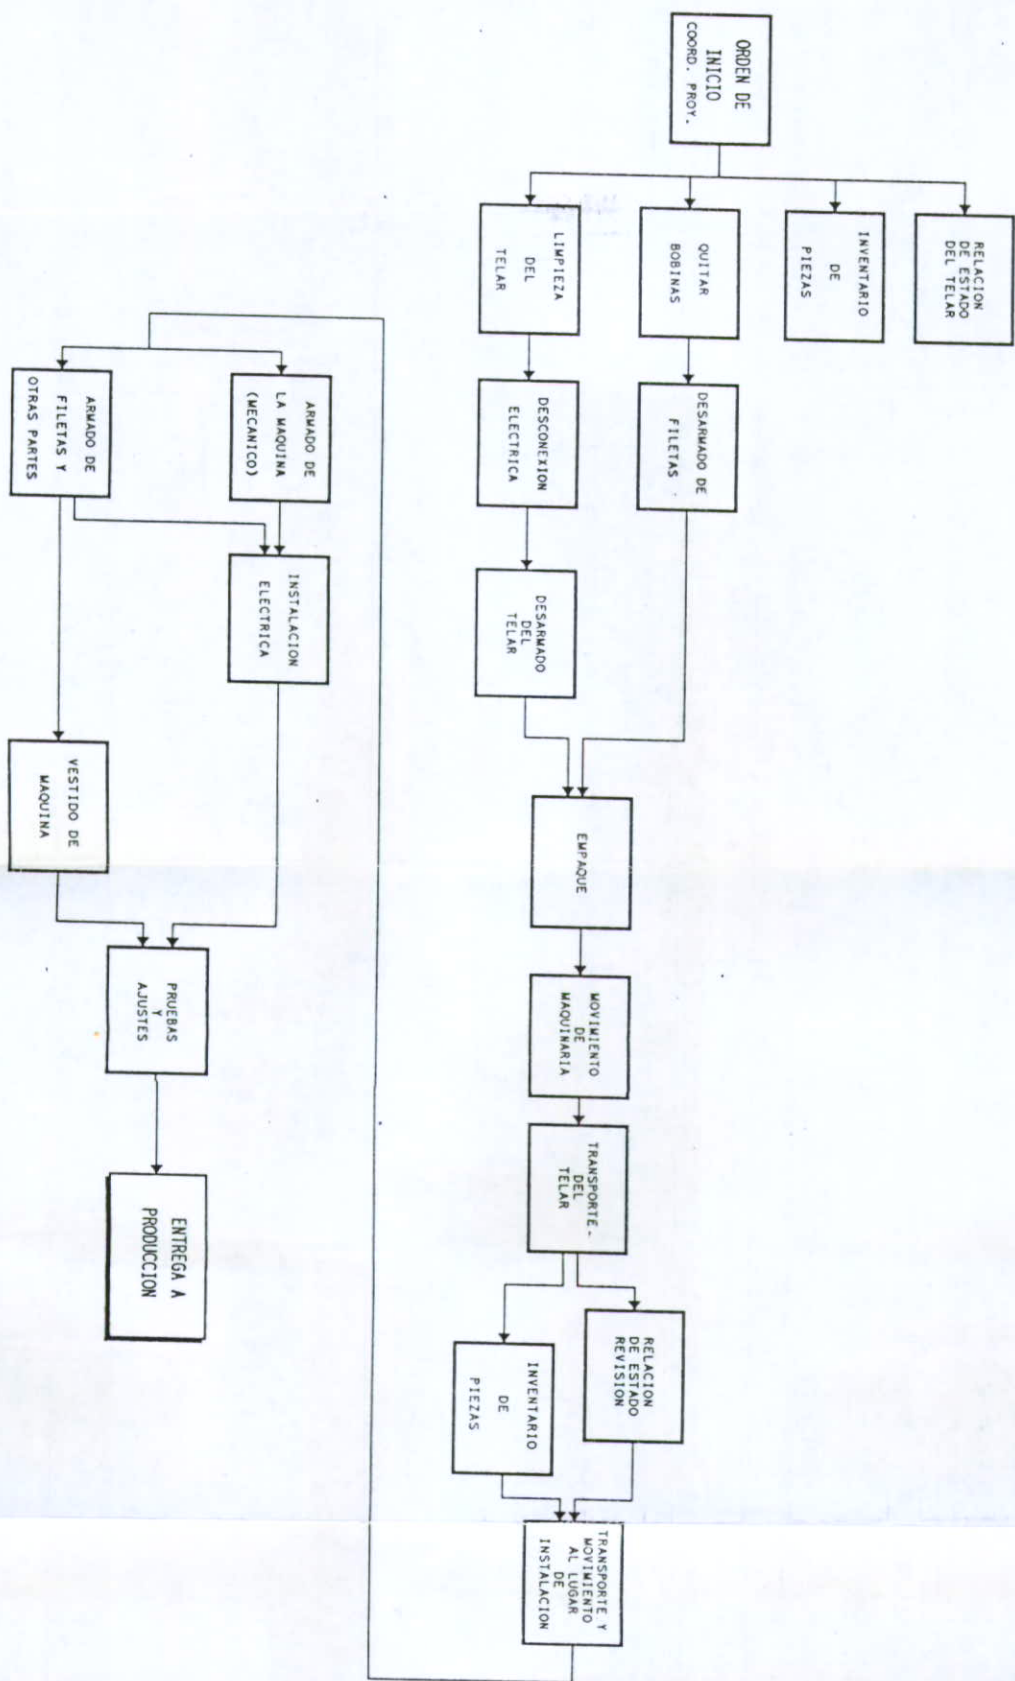 ORDEN DE
INICIO
COORD. PROY.
RELACION
DE ESTADO
DEL TELAR
INVENTARIO
DE
PIEZAS
QUITAR
BOBINAS
LIMPIEZA
DEL
TELAR
DESARMADO DE
FILETAS
DESCONEXION
ELECTRICA
DESARMADO
DEL
TELAR
EMPAQUE
MOVIMIENTO
DE
MAQUINARIA
TRANSPORTE-
DEL
TELAR
RELACION
DE ESTADO
REVISION
INVENTARIO
DE
PIEZAS
TRANSPORTE Y
MOVIMIENTO
AL LUGAR
DE
INSTALACION
ARMADO DE
LA MAQUINA
(MECANICO)
ARMADO DE
FILETAS Y
OTRAS PARTES
INSTALACION
ELECTRICA
VESTIDO DE
MAQUINA
PRUEBAS
Y
AJUSTES
ENTREGA A
PRODUCCION